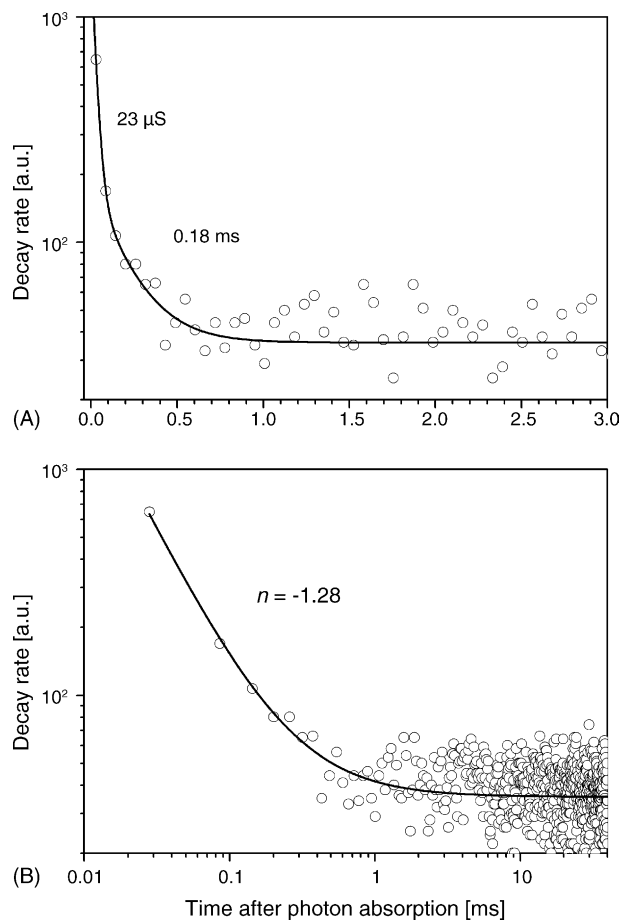 10³
Decay rate [a.u.]
23 µS
0.18 ms
10²
(A)
0.0 0.5 1.0 1.5 2.0 2.5 3.0
10³
Decay rate [a.u.]
n = -1.28
10²
(B)
0.01 0.1 1 10
Time after photon absorption [ms]